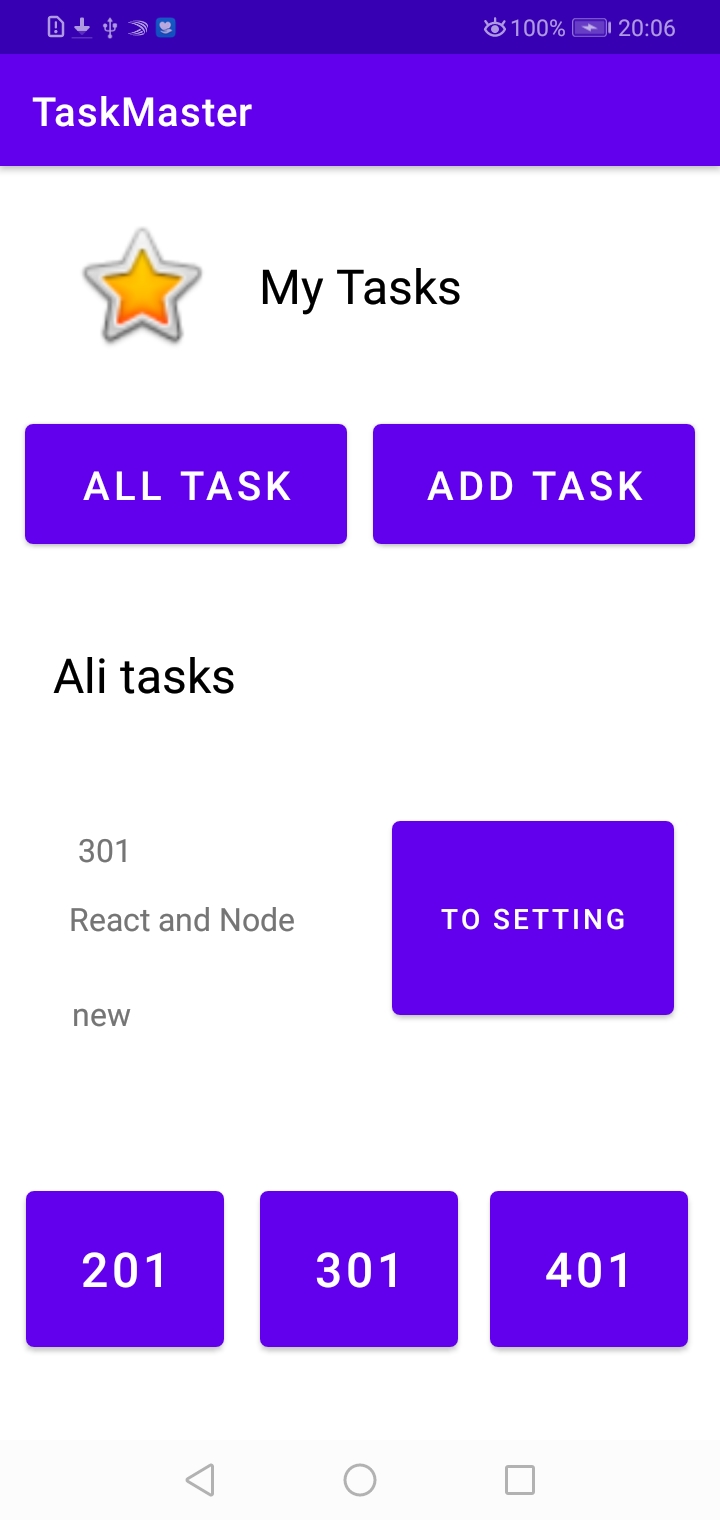 100% 20:06
TaskMaster
My Tasks
ALL TASK ADD TASK
Ali tasks
301
React and Node
TO SETTING
new
201 301 401